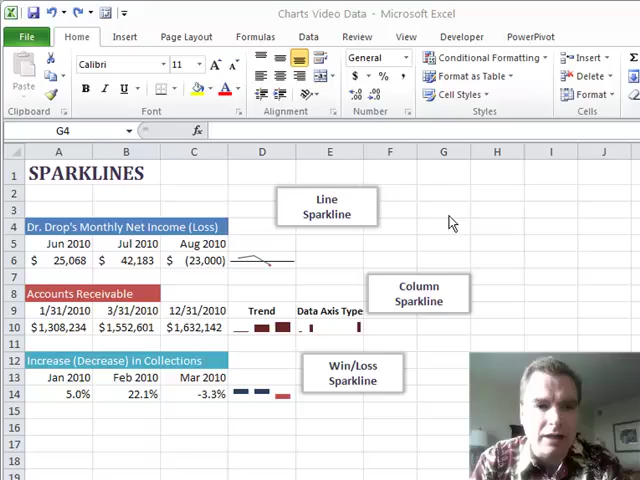 Charts Video Data - Microsoft Excel
File Home Insert Page Layout Formulas Data Review View Developer PowerPivot
Paste
Calibri 11
General
Conditional Formatting
Format as Table
Cell Styles
Insert
Delete
Format
Clipboard Font Alignment Number Styles Cells
G4 fx
A B C D E F G H I J
1 SPARKLINES
2
3
Line
Sparkline
4 Dr. Drop's Monthly Net Income (Loss)
5 Jun 2010 Jul 2010 Aug 2010
6 $ 25,068 $ 42,183 $ (23,000)
7
Column
Sparkline
8 Accounts Receivable
9 1/31/2010 3/31/2010 12/31/2010 Trend Data Axis Type
10 $1,308,234 $1,552,601 $1,632,142
11
12 Increase (Decrease) in Collections
Win/Loss
Sparkline
13 Jan 2010 Feb 2010 Mar 2010
14 5.0% 22.1% -3.3%
15
16
17
18
19